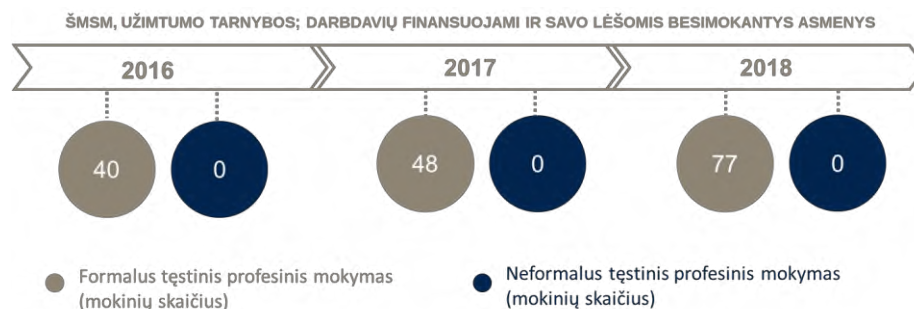 ŠMSM, UŽIMTUMO TARNYBOS; DARBDAVIŲ FINANSUOJAMI IR SAVO LĖŠOMIS BESIMOKANTYS ASMENYS
2016 2017 2018
40 0 48 0 77 0
Formalus tęstinis profesinis mokymas
(mokinių skaičius)
Neformalus tęstinis profesinis mokymas
(mokinių skaičius)